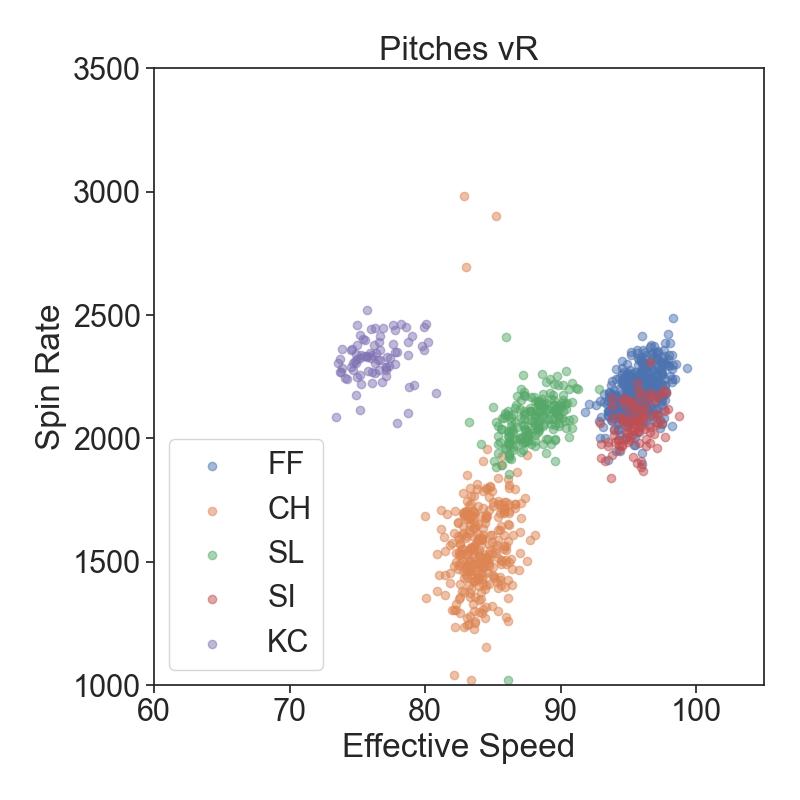 Pitches vR
3500
3000
2500
2000
1500
1000
Spin Rate
FF
CH
SL
SI
KC
60 70 80 90 100
Effective Speed